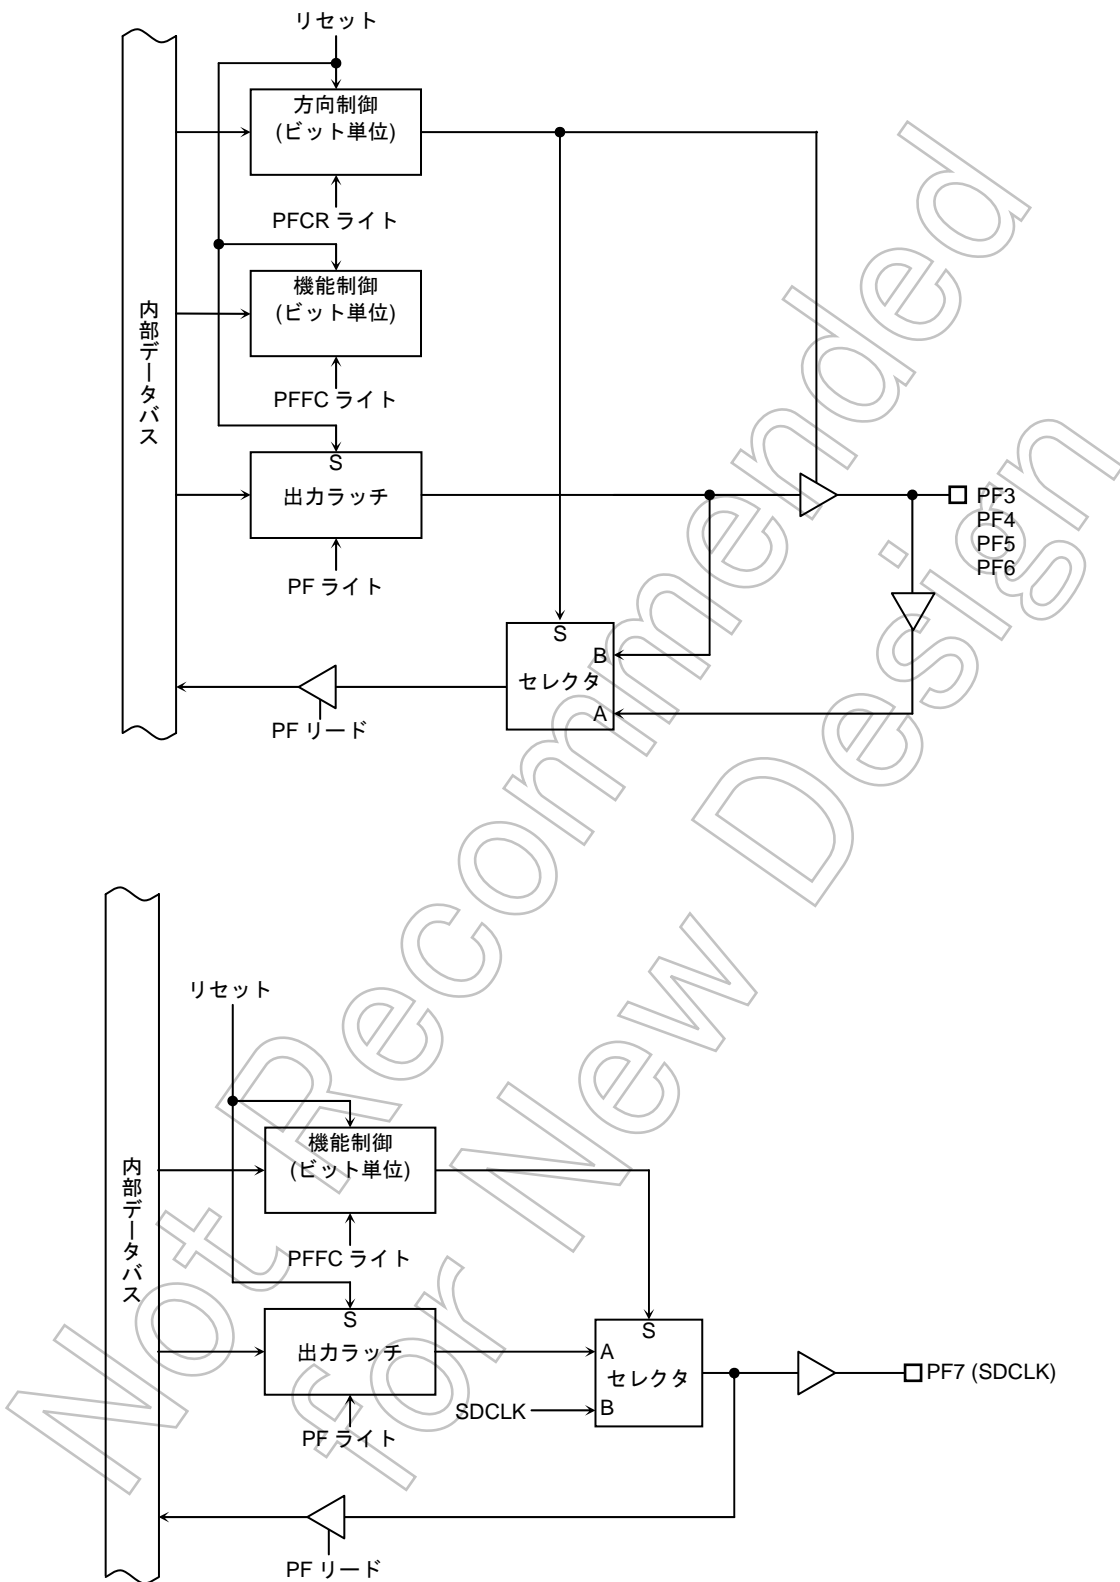 リセット
方向制御
(ビット単位)
PFCR ライト
機能制御
(ビット単位)
内部データバス
PFFC ライト
S
出力ラッチ
PF ライト
PF3
PF4
PF5
PF6
S
B
セレクタ
A
PF リード
リセット
機能制御
(ビット単位)
内部データバス
PFFC ライト
S
出力ラッチ
S
A
セレクタ
B
SDCLK
PF7 (SDCLK)
PF ライト
PF リード
Not Recommended
for New Design